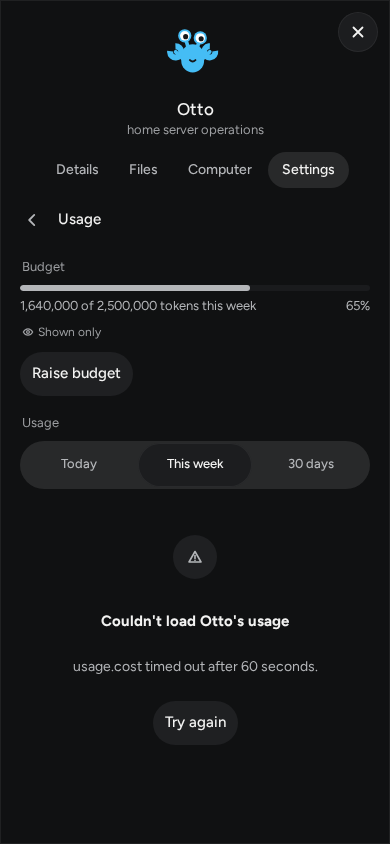 Otto
home server operations
Details Files Computer Settings
Usage
Budget
1,640,000 of 2,500,000 tokens this week 65%
Shown only
Raise budget
Usage
Today This week 30 days
Couldn't load Otto's usage
usage.cost timed out after 60 seconds.
Try again